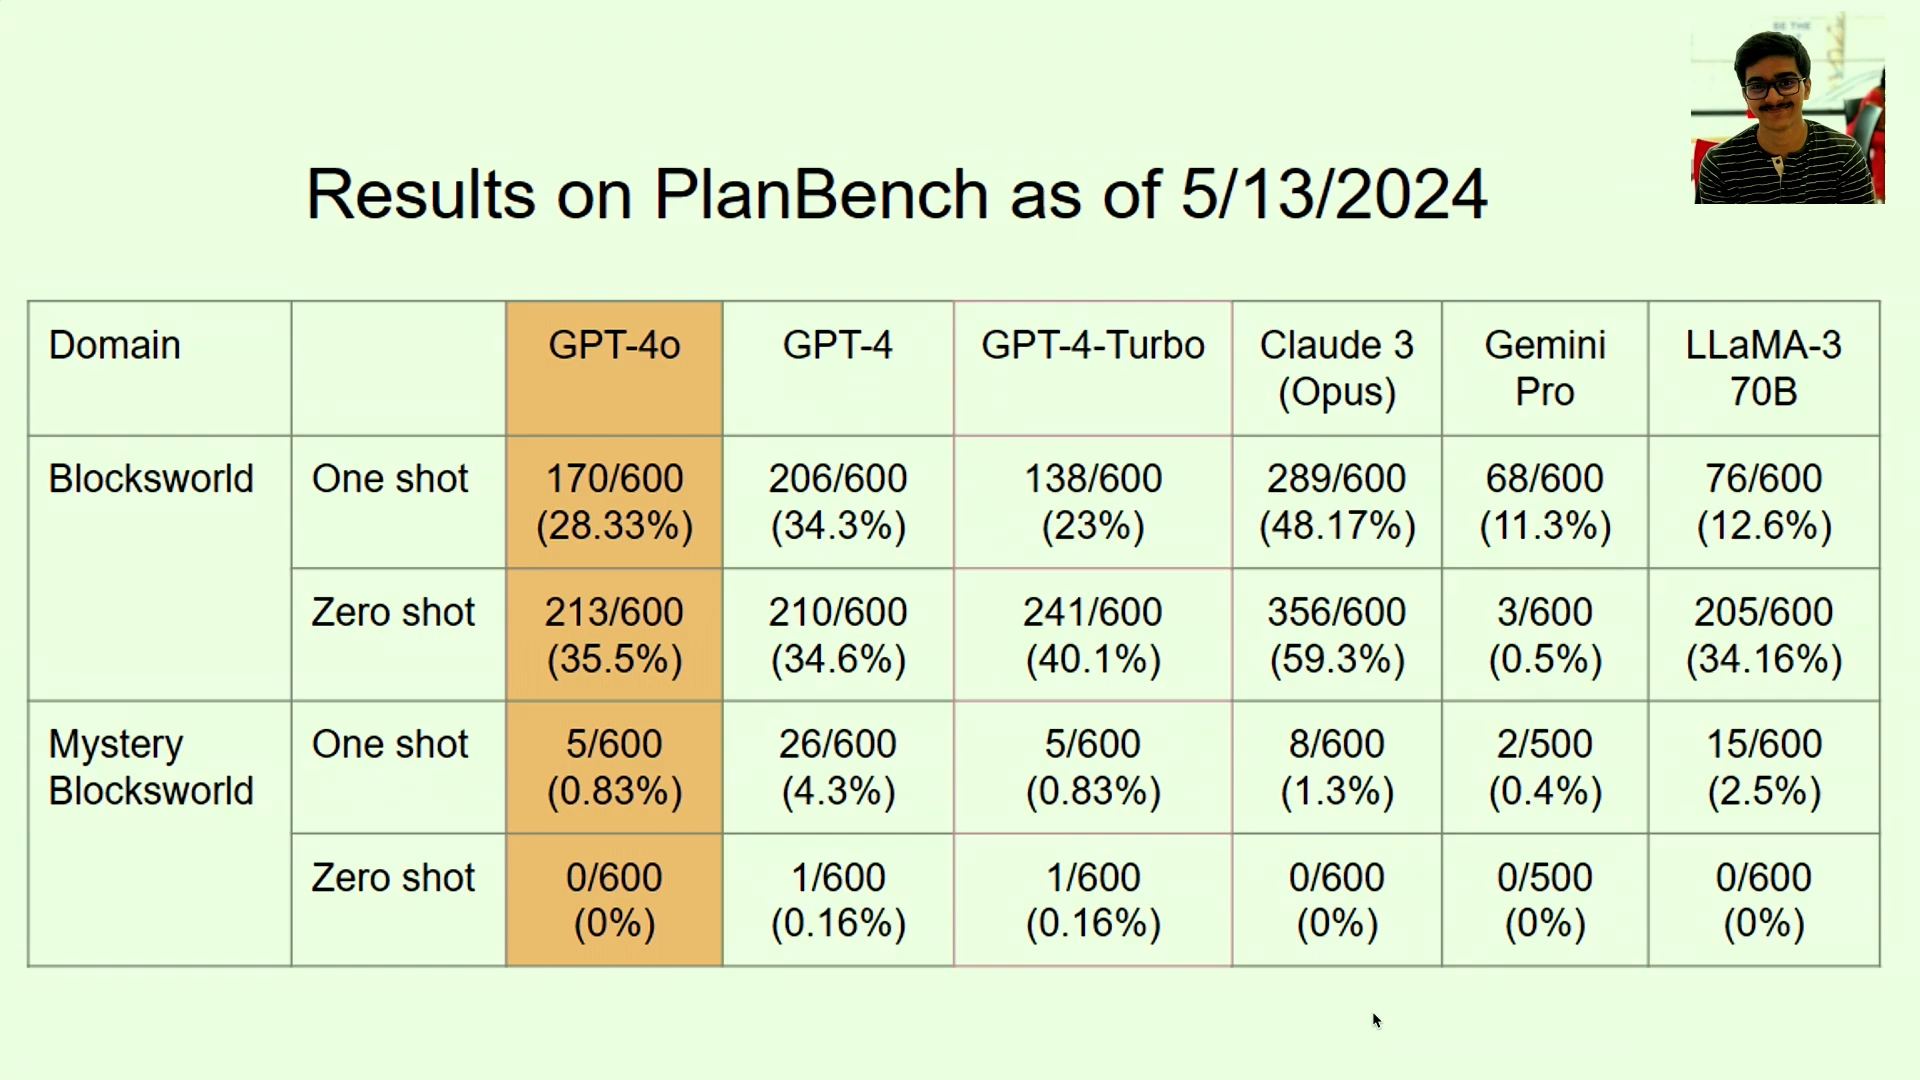 BE THE
Results on PlanBench as of 5/13/2024
Domain GPT-4o GPT-4 GPT-4-Turbo Claude 3 (Opus) Gemini Pro LLaMA-3 70B
Blocksworld One shot 170/600 (28.33%) 206/600 (34.3%) 138/600 (23%) 289/600 (48.17%) 68/600 (11.3%) 76/600 (12.6%)
Zero shot 213/600 (35.5%) 210/600 (34.6%) 241/600 (40.1%) 356/600 (59.3%) 3/600 (0.5%) 205/600 (34.16%)
Mystery Blocksworld One shot 5/600 (0.83%) 26/600 (4.3%) 5/600 (0.83%) 8/600 (1.3%) 2/500 (0.4%) 15/600 (2.5%)
Zero shot 0/600 (0%) 1/600 (0.16%) 1/600 (0.16%) 0/600 (0%) 0/500 (0%) 0/600 (0%)